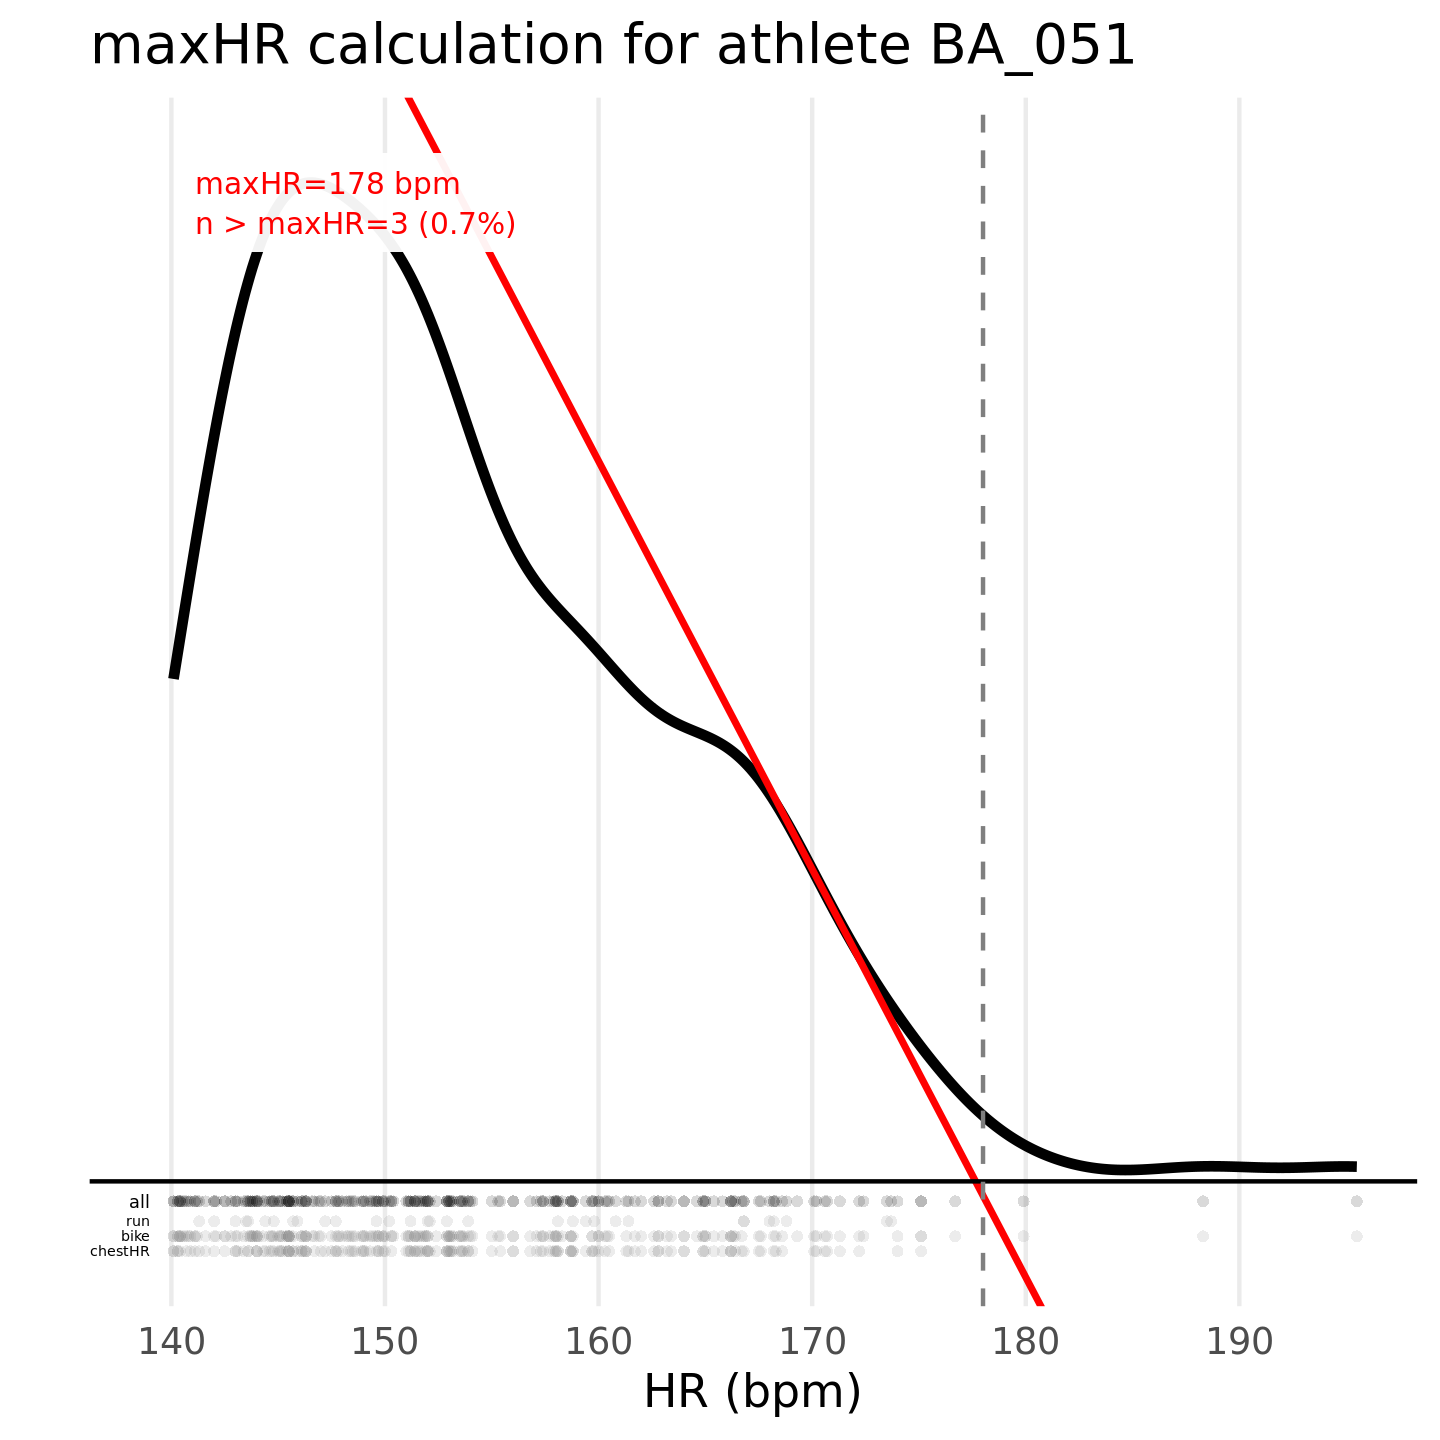 maxHR calculation for athlete BA_051
maxHR=178 bpm
n > maxHR=3 (0.7%)
all
run
bike
chestHR
140 150 160 170 180 190
HR (bpm)